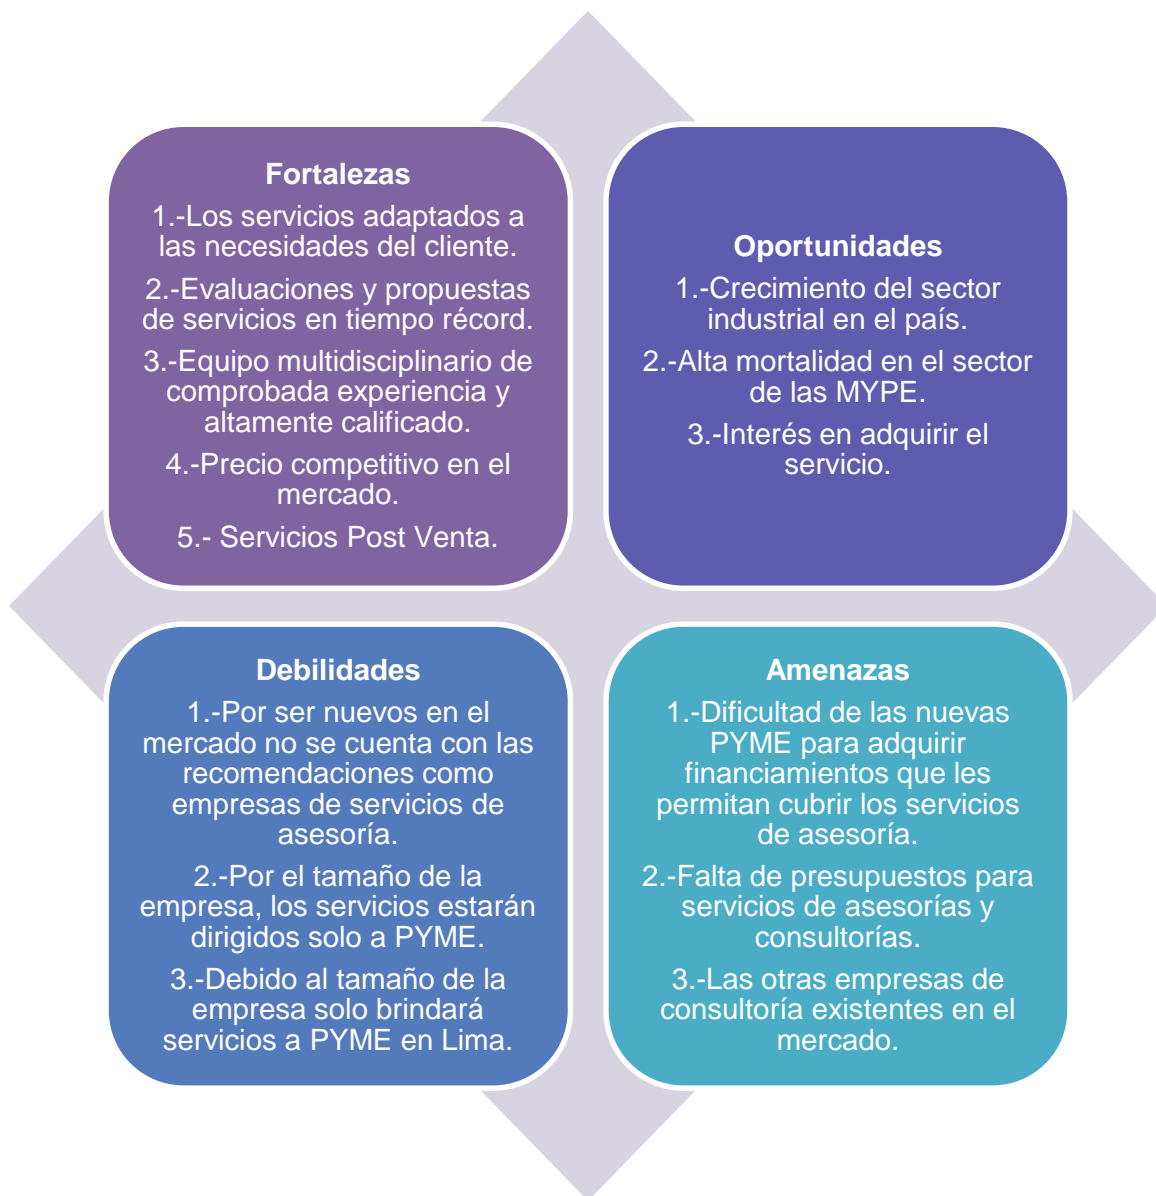 Fortalezas
1.-Los servicios adaptados a
las necesidades del cliente.
2.-Evaluaciones y propuestas
de servicios en tiempo récord.
3.-Equipo multidisciplinario de
comprobada experiencia y
altamente calificado.
4.-Precio competitivo en el
mercado.
5.- Servicios Post Venta.
Oportunidades
1.-Crecimiento del sector
industrial en el país.
2.-Alta mortalidad en el sector
de las MYPE.
3.-Interés en adquirir el
servicio.
Debilidades
1.-Por ser nuevos en el
mercado no se cuenta con las
recomendaciones como
empresas de servicios de
asesoría.
2.-Por el tamaño de la
empresa, los servicios estarán
dirigidos solo a PYME.
3.-Debido al tamaño de la
empresa solo brindará
servicios a PYME en Lima.
Amenazas
1.-Dificultad de las nuevas
PYME para adquirir
financiamientos que les
permitan cubrir los servicios
de asesoría.
2.-Falta de presupuestos para
servicios de asesorías y
consultorías.
3.-Las otras empresas de
consultoría existentes en el
mercado.